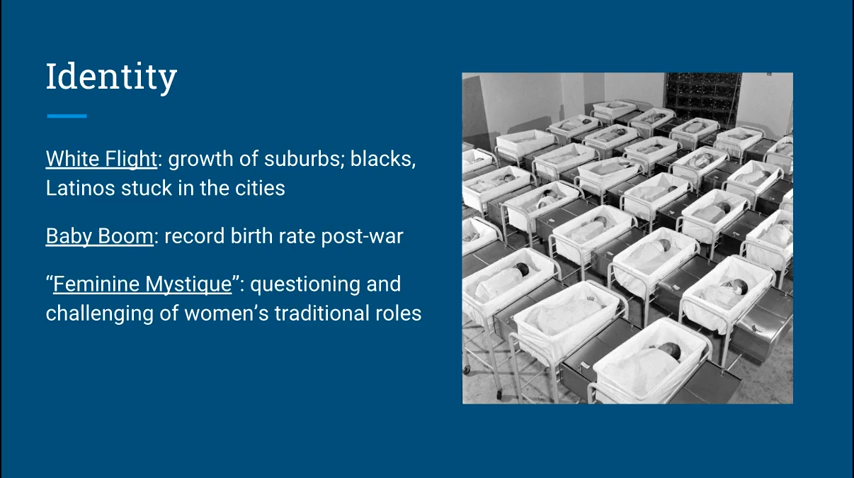 Identity
White Flight: growth of suburbs; blacks,
Latinos stuck in the cities
Baby Boom: record birth rate post-war
“Feminine Mystique”: questioning and
challenging of women’s traditional roles